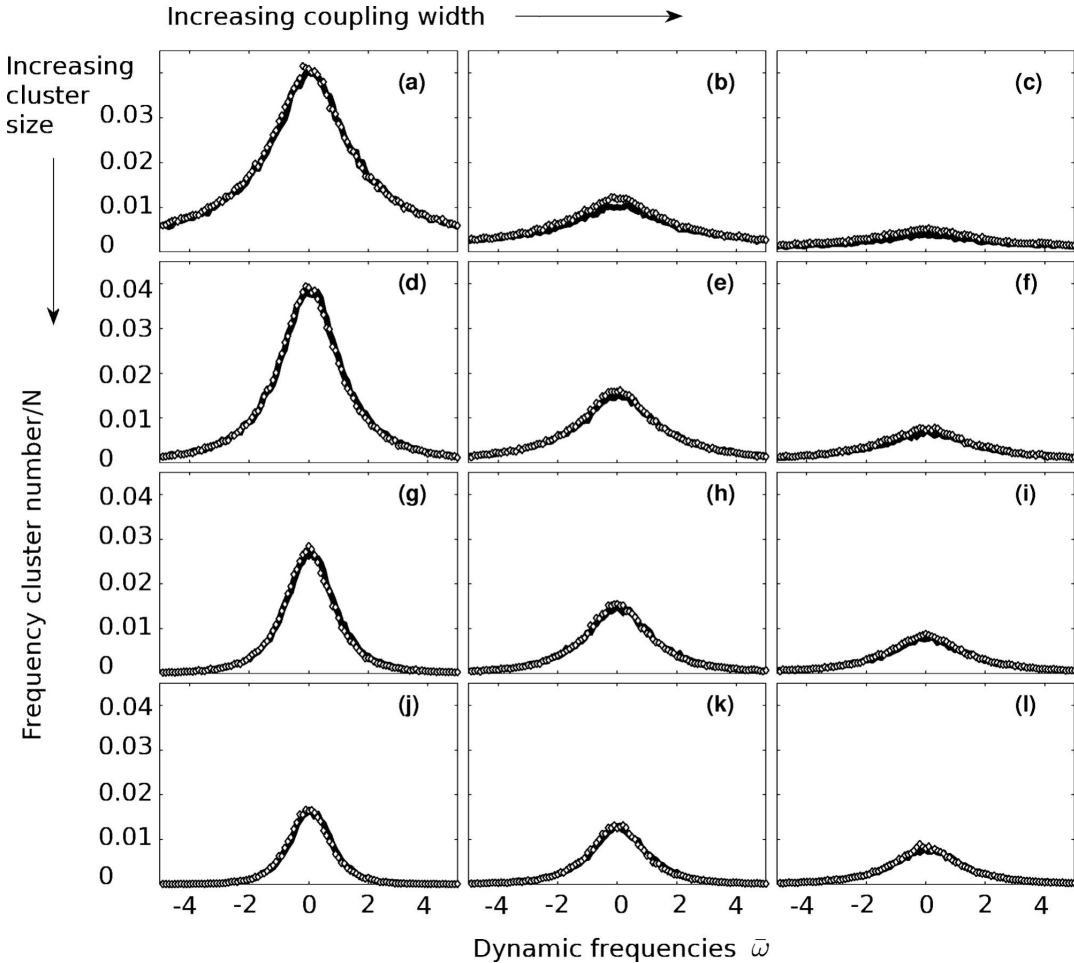 Increasing coupling width
Increasing
cluster
size
Frequency cluster number/N
(a) (b) (c)
0.03
0.02
0.01
0
(d) (e) (f)
0.04
0.03
0.02
0.01
0
(g) (h) (i)
0.04
0.03
0.02
0.01
0
(j) (k) (l)
0.04
0.03
0.02
0.01
0
-4 -2 0 2 4 -4 -2 0 2 4 -4 -2 0 2 4
Dynamic frequencies ω̄